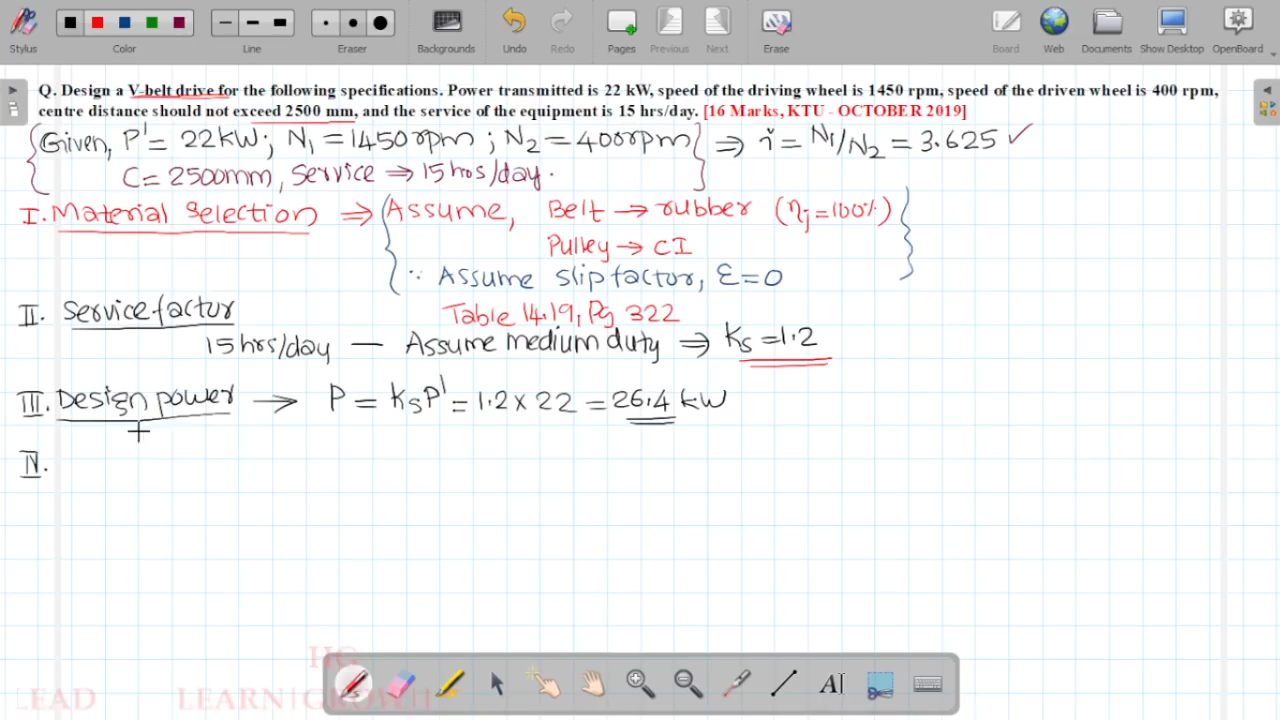 Stylus Color Line Eraser Backgrounds Undo Redo Pages Previous Next Erase Board Web Documents Show Desktop OpenBoard
Q. Design a V-belt drive for the following specifications. Power transmitted is 22 kW, speed of the driving wheel is 1450 rpm, speed of the driven wheel is 400 rpm,
centre distance should not exceed 2500 mm, and the service of the equipment is 15 hrs/day. [16 Marks, KTU - OCTOBER 2019]
Given, P' = 22kW; N1 = 1450rpm; N2 = 400rpm ⇒ i = N1/N2 = 3.625 ✓
C = 2500mm, Service → 15 hrs/day.
I. Material Selection ⇒ Assume, Belt → rubber (ηj = 100%)
Pulley → CI
∵ Assume slip factor, ε = 0
II. Service factor Table 14.19, Pg 322
15 hrs/day — Assume medium duty ⇒ Ks = 1.2
III. Design power → P = KsP' = 1.2 x 22 = 26.4 kW
IV.
HG
LEAD LEARN|GROW|